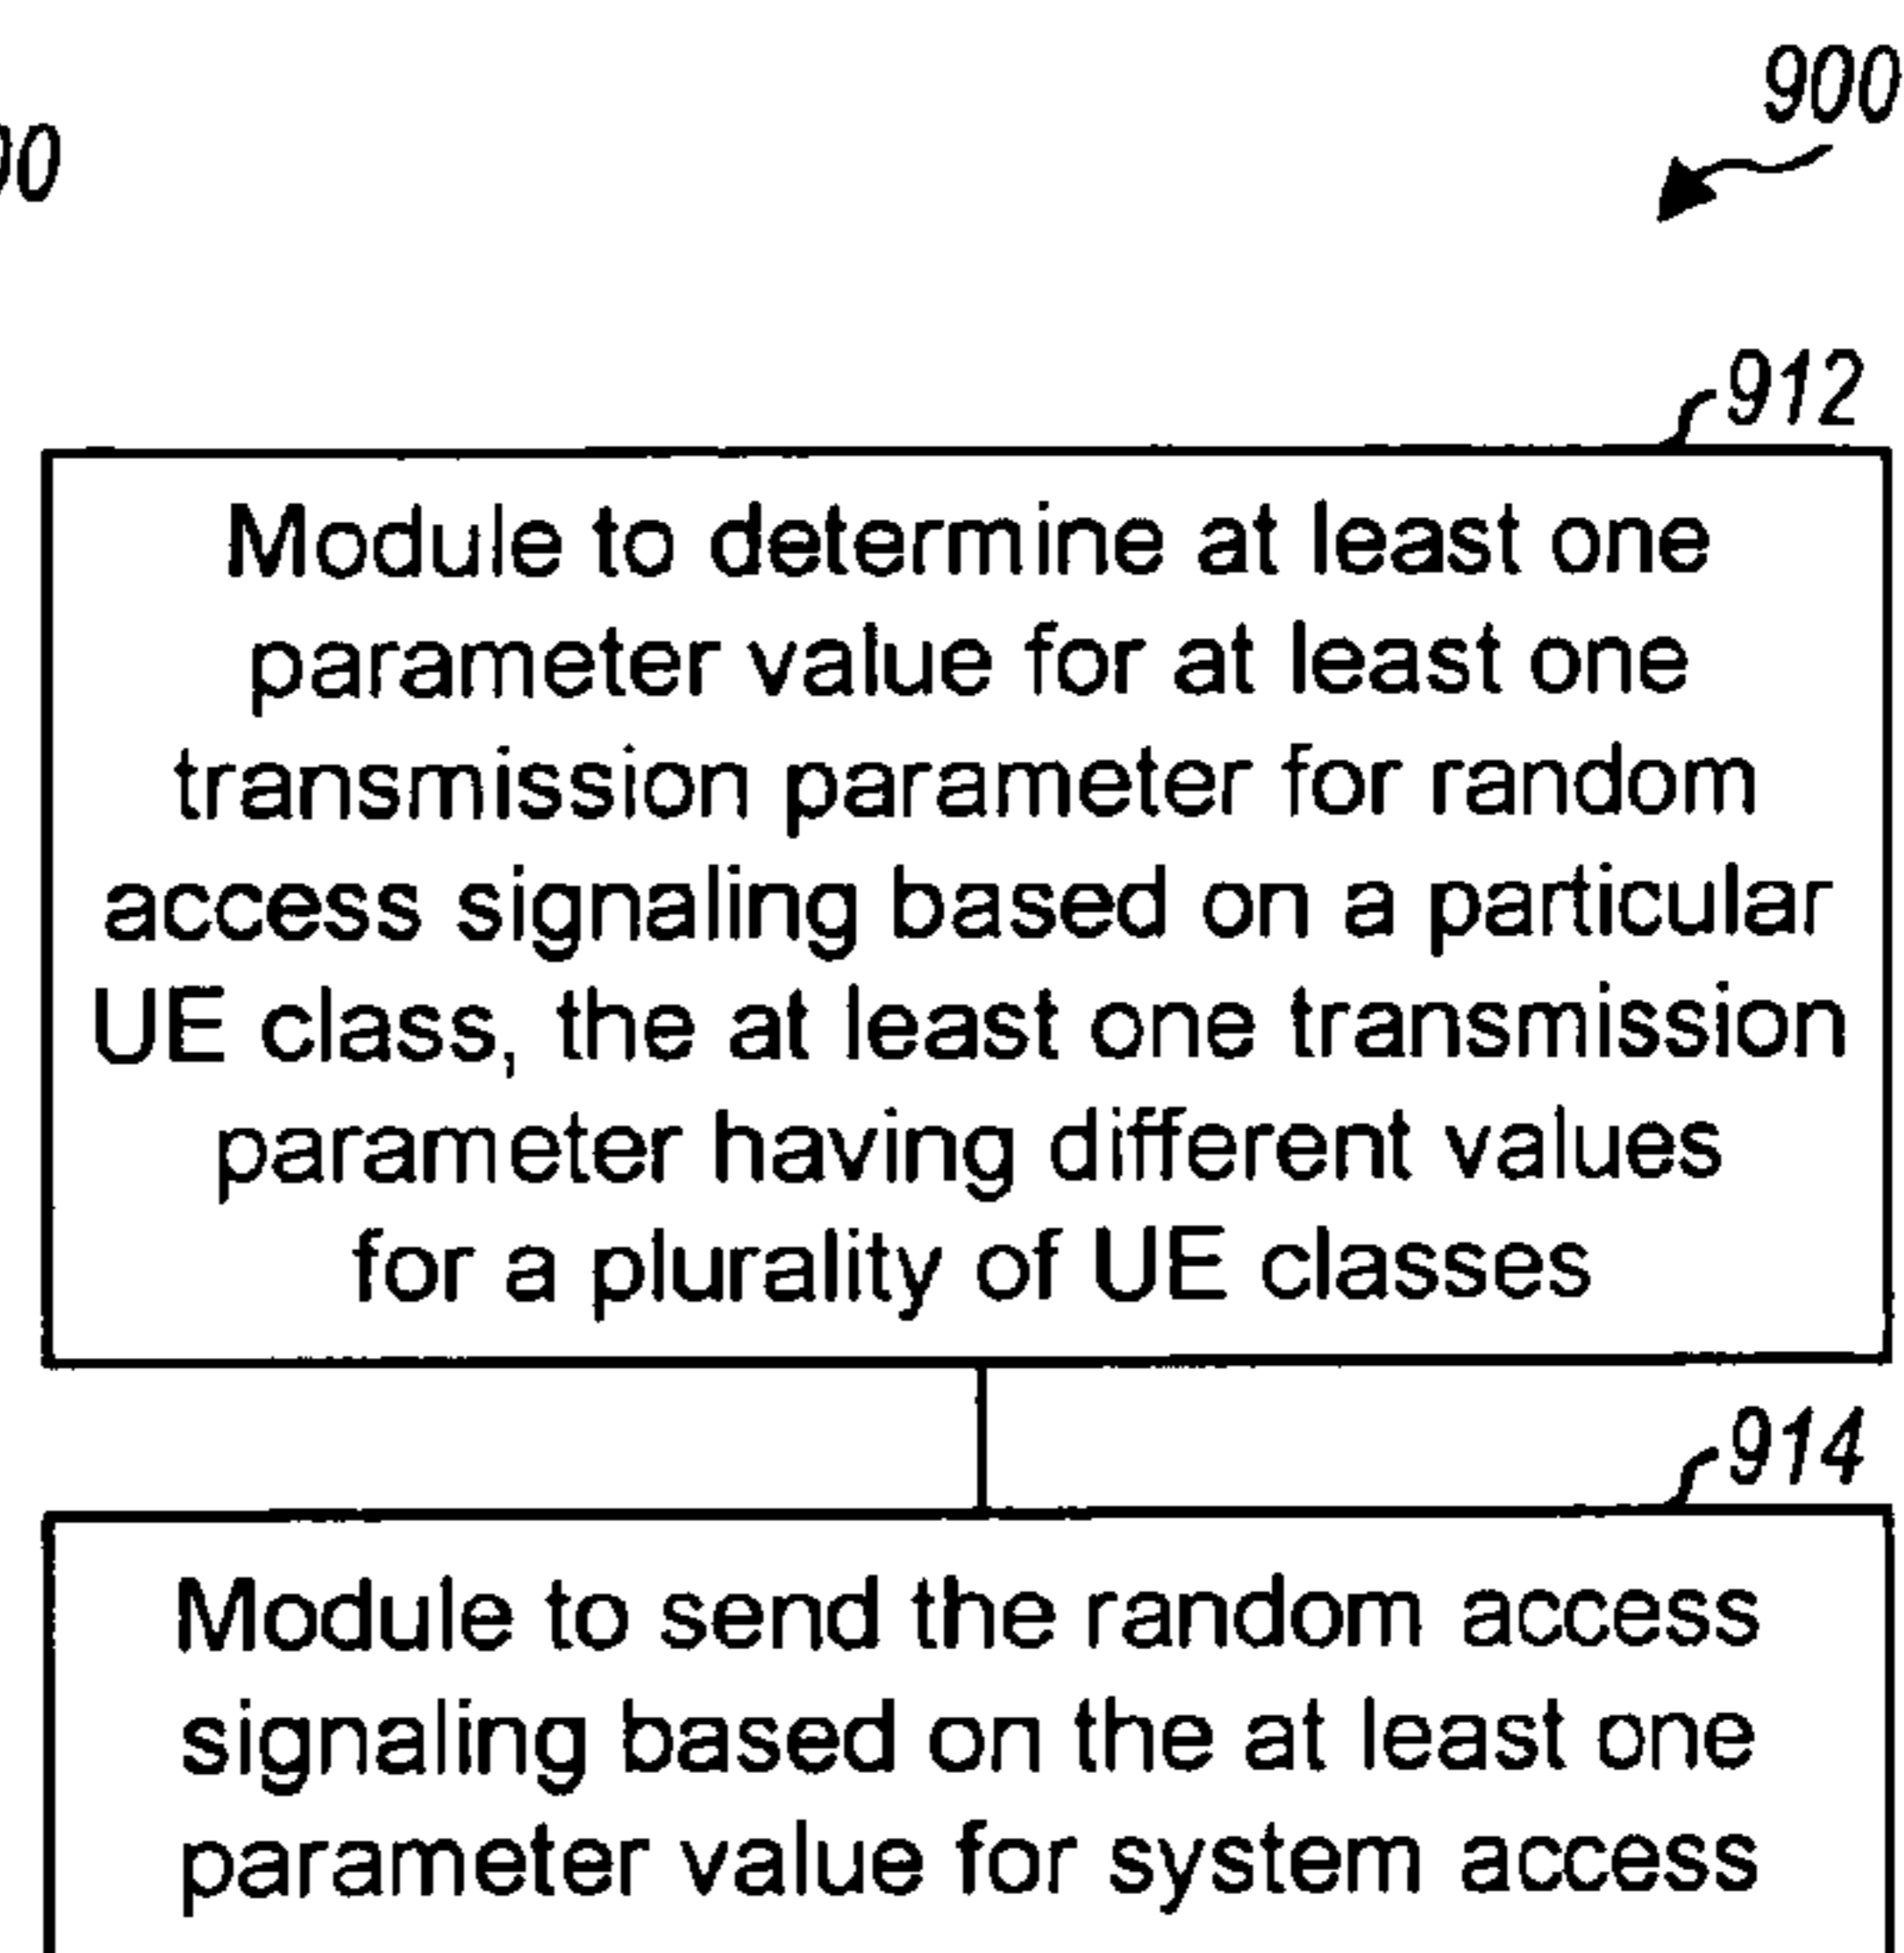 900
912
Module to determine at least one
parameter value for at least one
transmission parameter for random
access signaling based on a particular
UE class, the at least one transmission
parameter having different values
for a plurality of UE classes
914
Module to send the random access
signaling based on the at least one
parameter value for system access